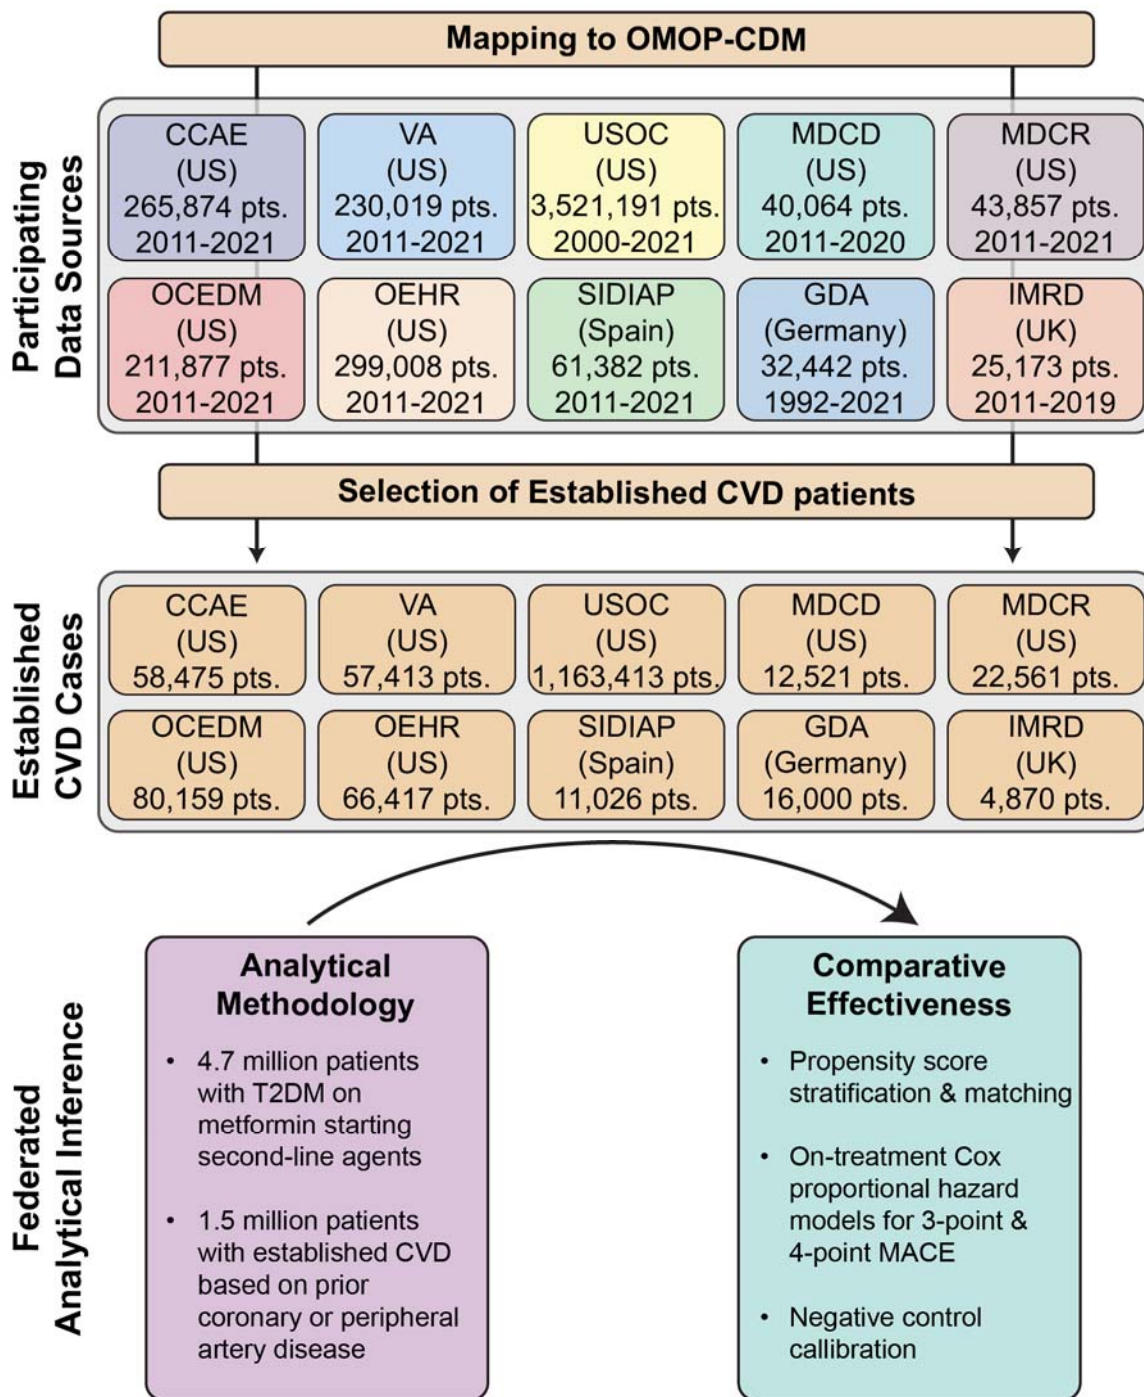 Mapping to OMOP-CDM
Participating
Data Sources
CCAE
(US)
265,874 pts.
2011-2021
VA
(US)
230,019 pts.
2011-2021
USOC
(US)
3,521,191 pts.
2000-2021
MDCD
(US)
40,064 pts.
2011-2020
MDCR
(US)
43,857 pts.
2011-2021
OCEDM
(US)
211,877 pts.
2011-2021
OEHR
(US)
299,008 pts.
2011-2021
SIDIAP
(Spain)
61,382 pts.
2011-2021
GDA
(Germany)
32,442 pts.
1992-2021
IMRD
(UK)
25,173 pts.
2011-2019
Selection of Established CVD patients
Established
CVD Cases
CCAE
(US)
58,475 pts.
VA
(US)
57,413 pts.
USOC
(US)
1,163,413 pts.
MDCD
(US)
12,521 pts.
MDCR
(US)
22,561 pts.
OCEDM
(US)
80,159 pts.
OEHR
(US)
66,417 pts.
SIDIAP
(Spain)
11,026 pts.
GDA
(Germany)
16,000 pts.
IMRD
(UK)
4,870 pts.
Federated
Analytical Inference
Analytical
Methodology
• 4.7 million patients
with T2DM on
metformin starting
second-line agents
• 1.5 million patients
with established CVD
based on prior
coronary or peripheral
artery disease
Comparative
Effectiveness
• Propensity score
stratification & matching
• On-treatment Cox
proportional hazard
models for 3-point &
4-point MACE
• Negative control
callibration